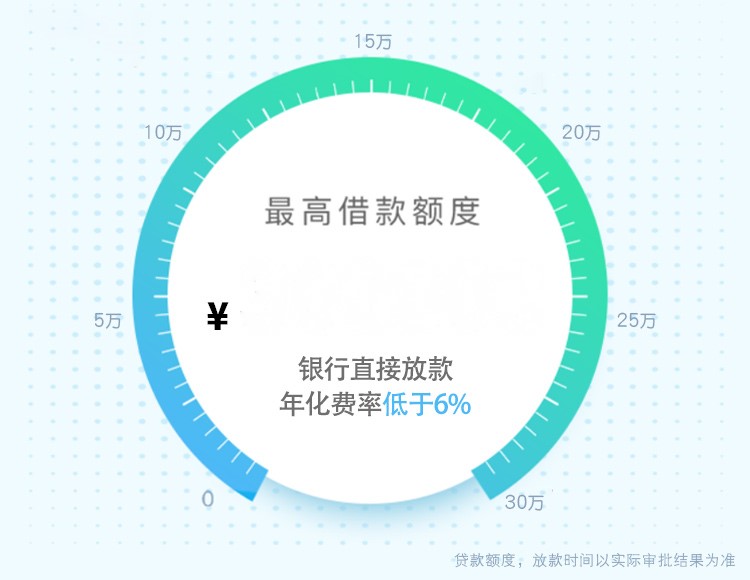 15万
10万
20万
最高借款额度
¥
5万
25万
银行直接放款
年化费率低于6%
0
30万
贷款额度，放款时间以实际审批结果为准